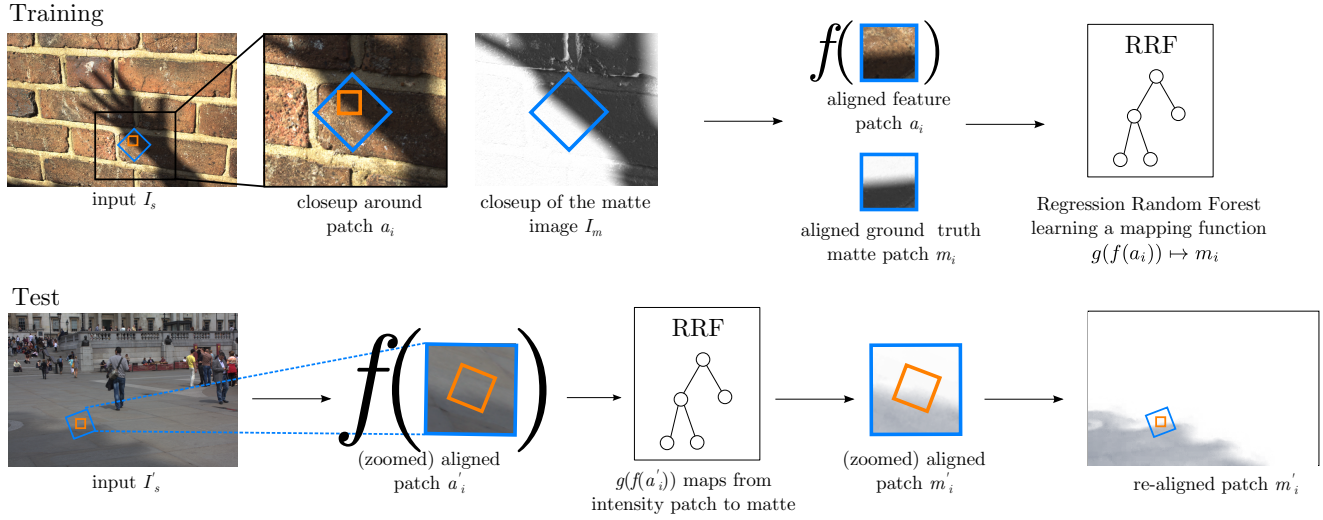 Training
input I_s
closeup around
patch a_i
closeup of the matte
image I_m
f( )
aligned feature
patch a_i
aligned ground truth
matte patch m_i
RRF
Regression Random Forest
learning a mapping function
g(f(a_i)) ↦ m_i
Test
input I'_s
f( )
(zoomed) aligned
patch a'_i
RRF
g(f(a'_i)) maps from
intensity patch to matte
(zoomed) aligned
patch m'_i
re-aligned patch m'_i